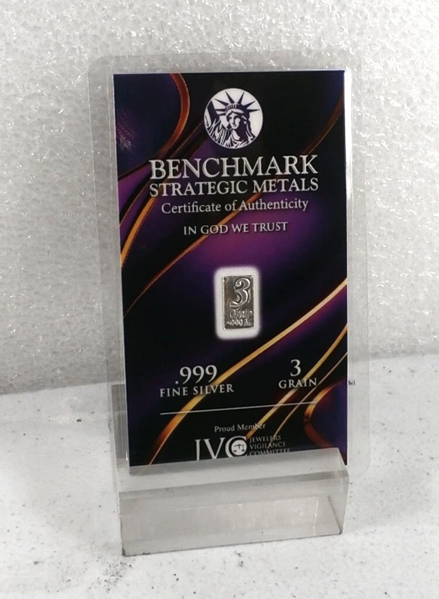 BENCHMARK
STRATEGIC METALS
Certificate of Authenticity
IN GOD WE TRUST
3
.999
FINE SILVER
3
GRAIN
Proud Member
JVC JEWELERS
VIGILANCE
COMMITTEE